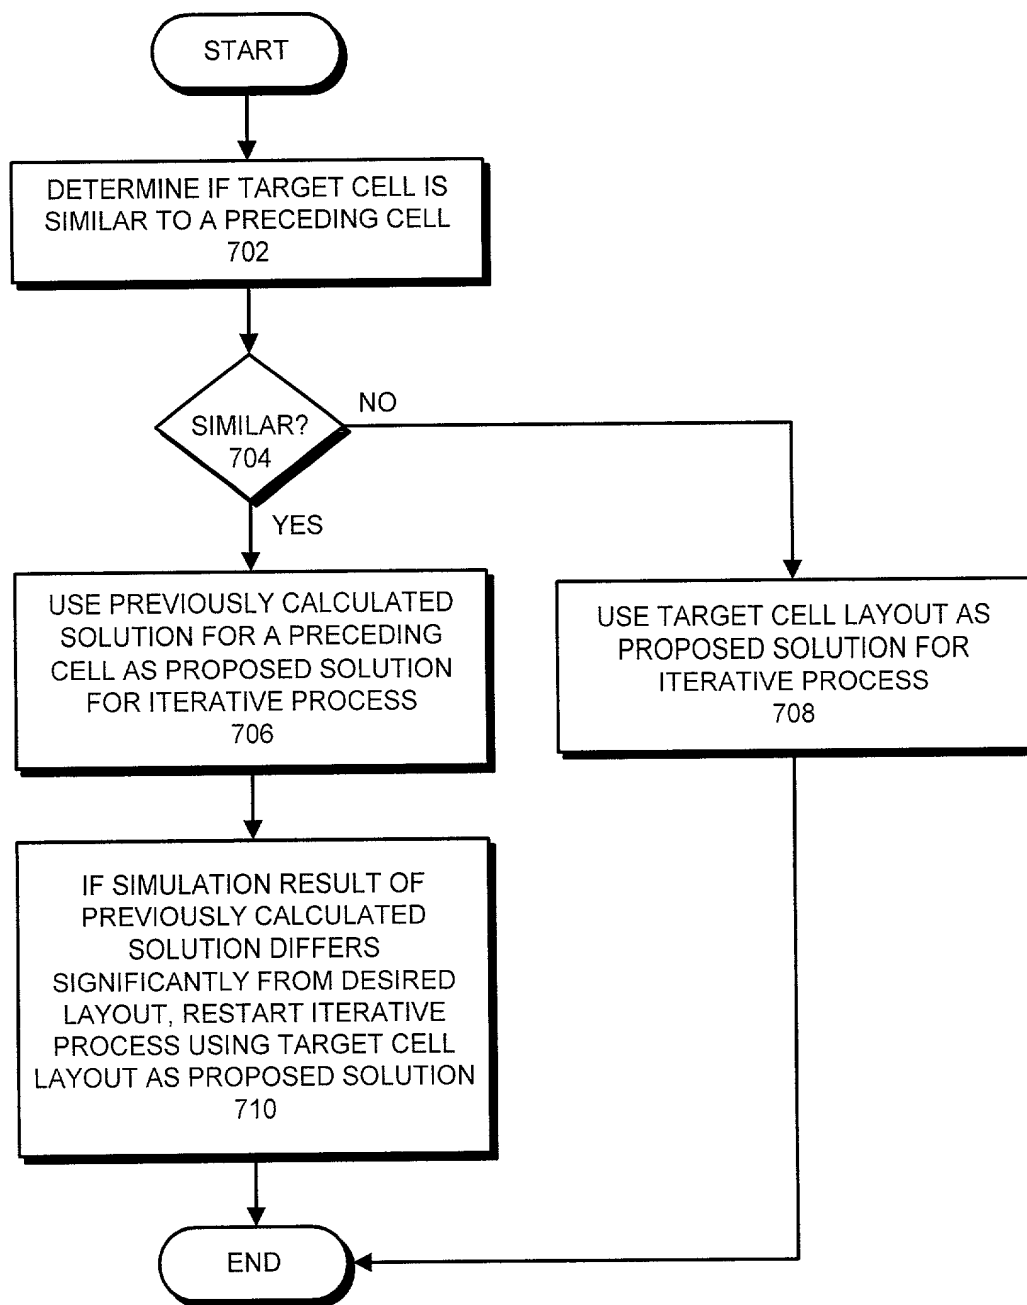 START
DETERMINE IF TARGET CELL IS
SIMILAR TO A PRECEDING CELL
702
SIMILAR?
704
NO
YES
USE PREVIOUSLY CALCULATED
SOLUTION FOR A PRECEDING
CELL AS PROPOSED SOLUTION
FOR ITERATIVE PROCESS
706
USE TARGET CELL LAYOUT AS
PROPOSED SOLUTION FOR
ITERATIVE PROCESS
708
IF SIMULATION RESULT OF
PREVIOUSLY CALCULATED
SOLUTION DIFFERS
SIGNIFICANTLY FROM DESIRED
LAYOUT, RESTART ITERATIVE
PROCESS USING TARGET CELL
LAYOUT AS PROPOSED SOLUTION
710
END